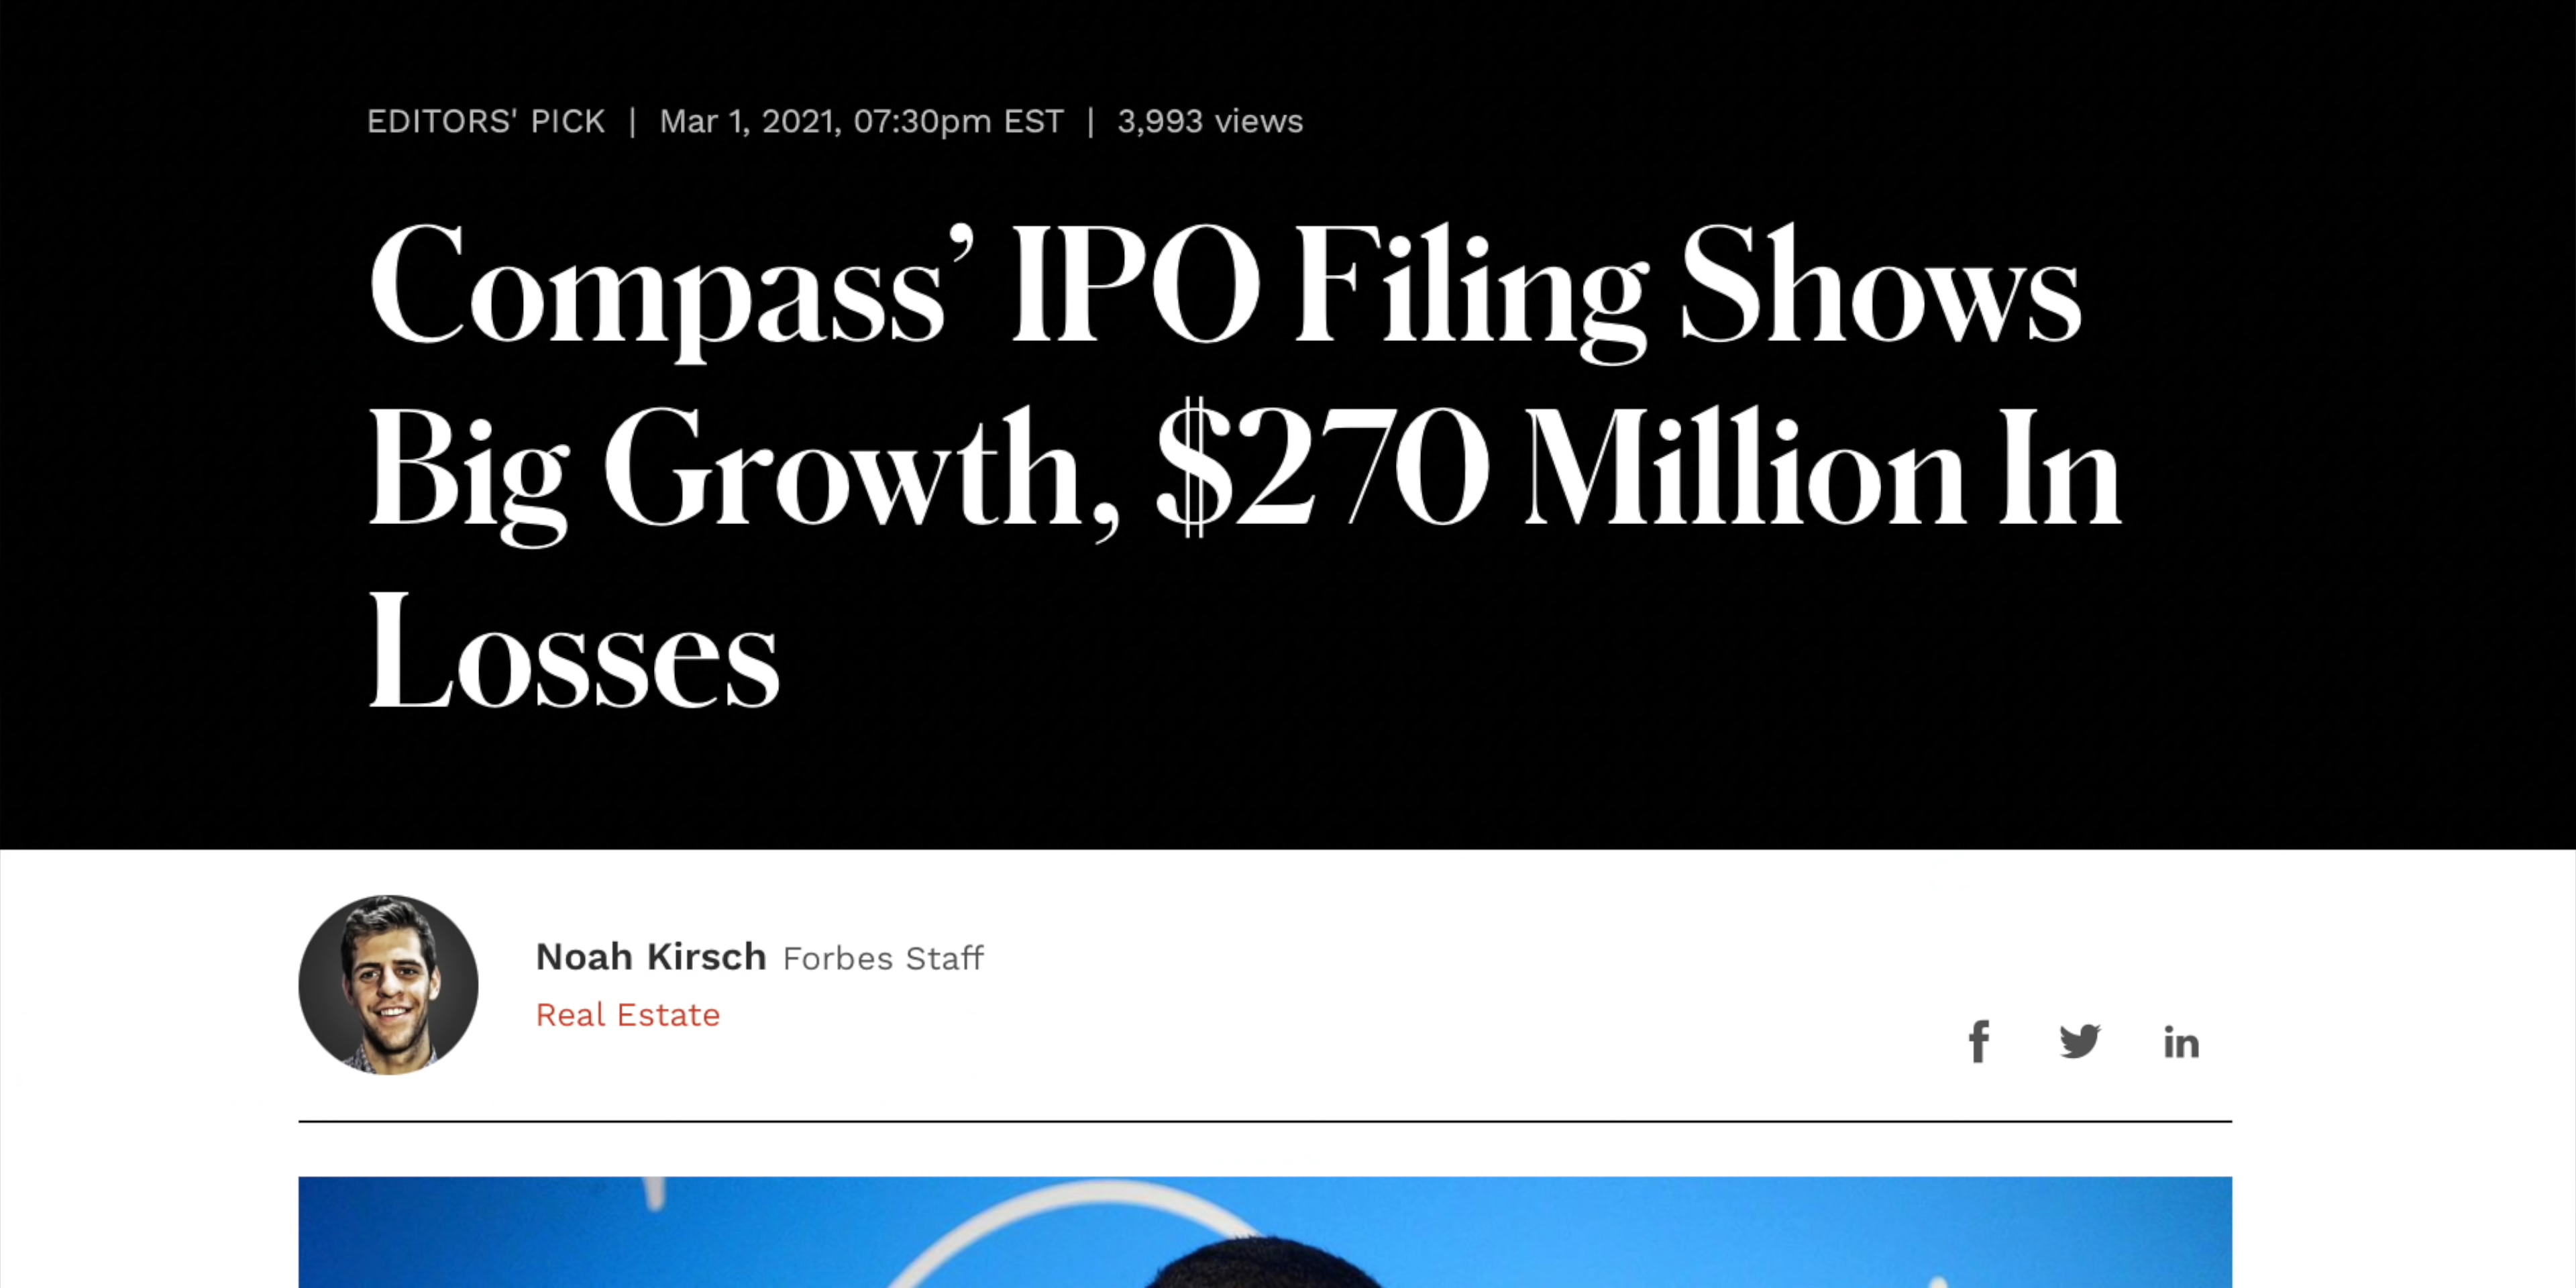 EDITORS' PICK | Mar 1, 2021, 07:30pm EST | 3,993 views
Compass’ IPO Filing Shows
Big Growth, $270 Million In
Losses
Noah Kirsch Forbes Staff
Real Estate
f in